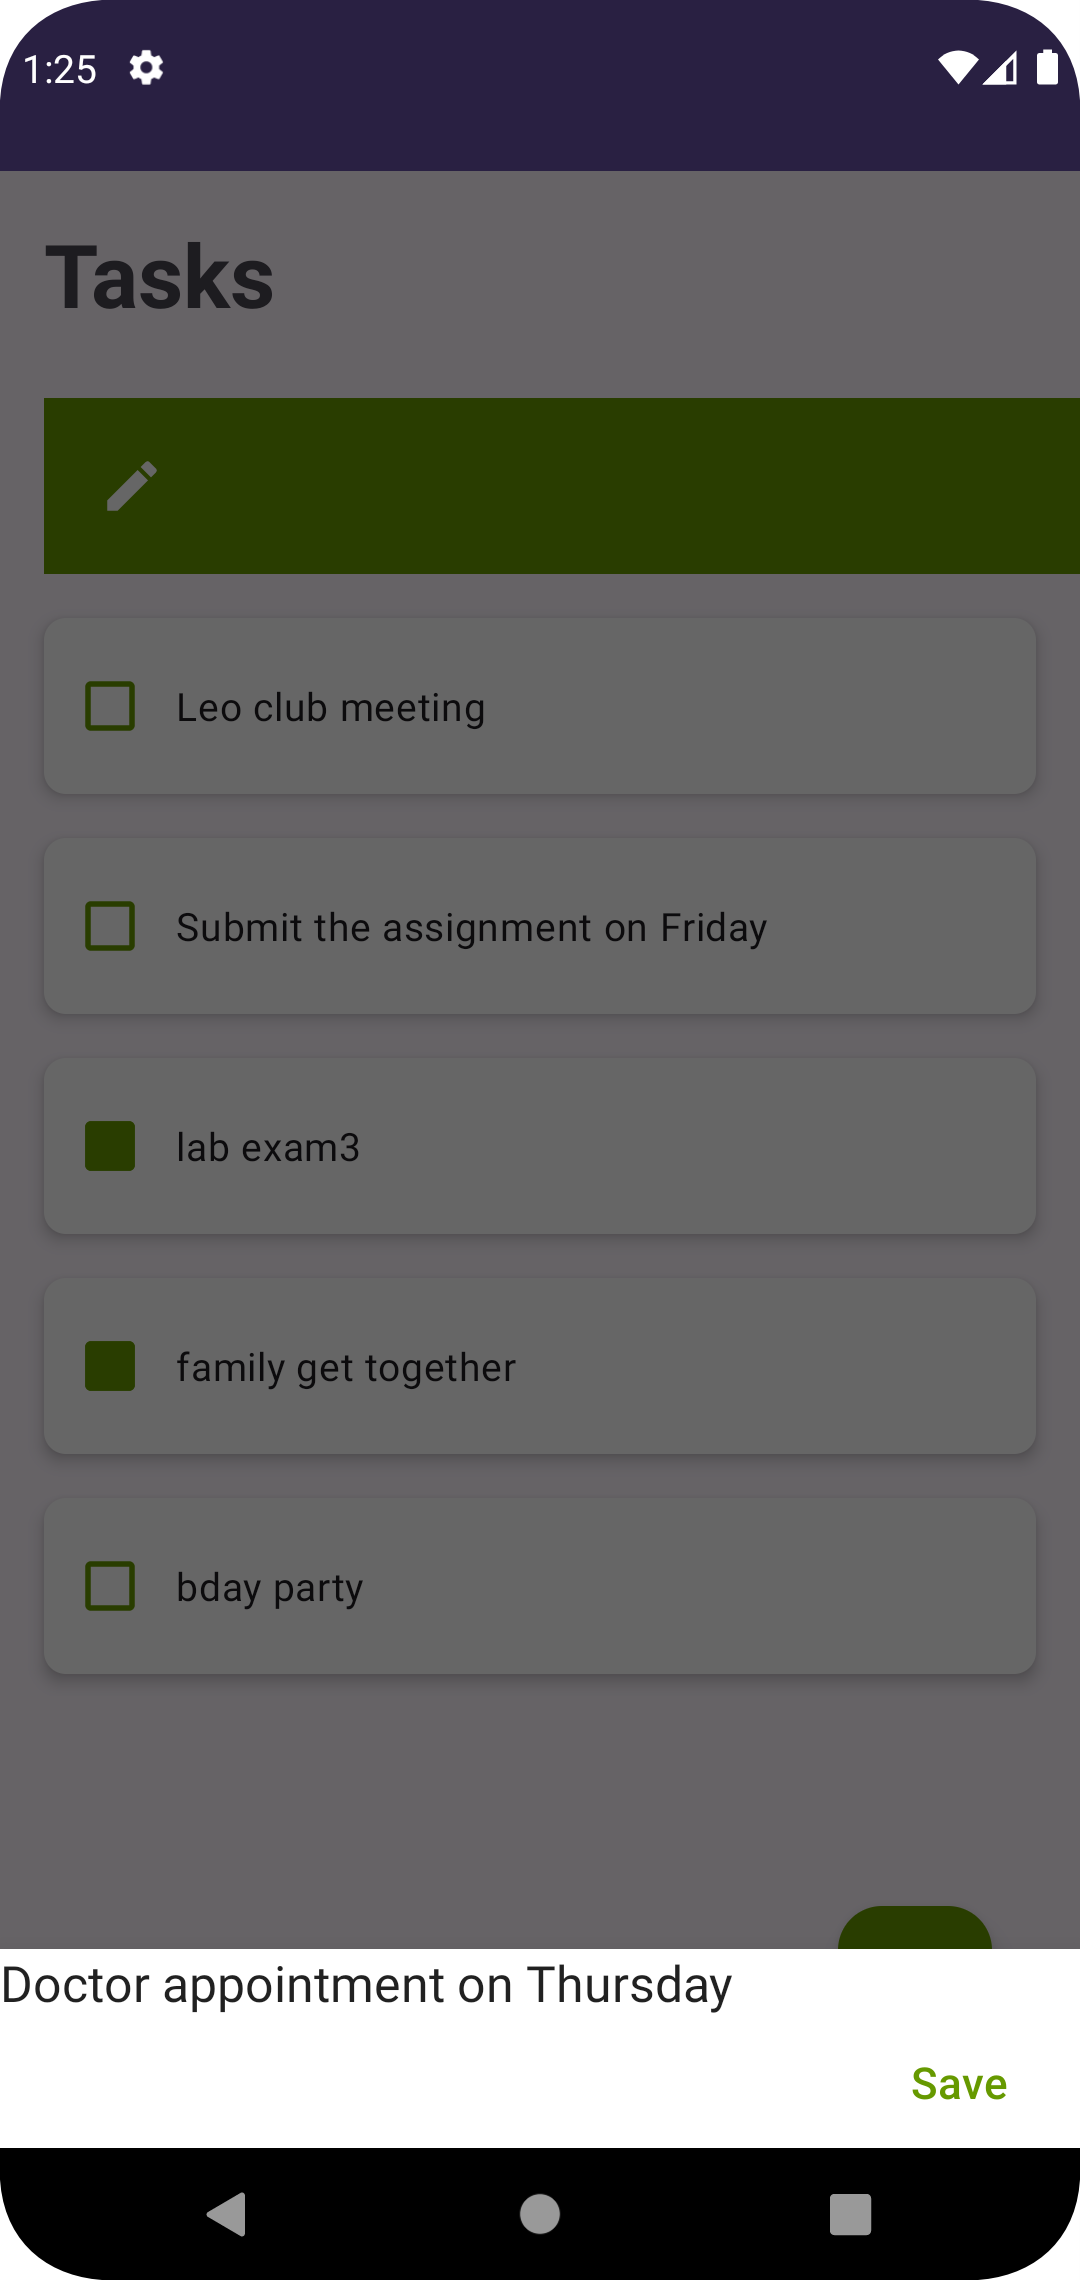 1:25
Tasks
Leo club meeting
Submit the assignment on Friday
lab exam3
family get together
bday party
Doctor appointment on Thursday
Save